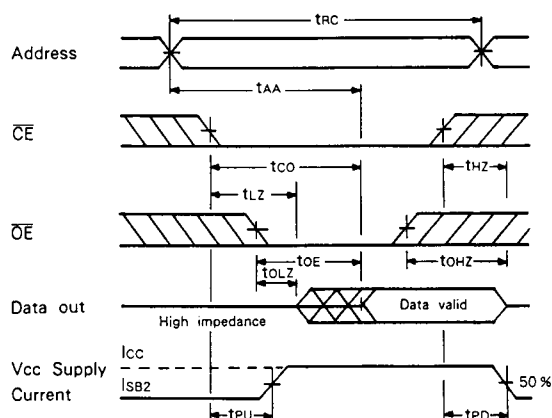 tRC
Address
tAA
CE
tCO
tHZ
tLZ
OE
tOE
tOHZ
tOLZ
Data out
Data valid
High impedance
ICC
Vcc Supply
Current
ISB2
50%
tPU
tPD